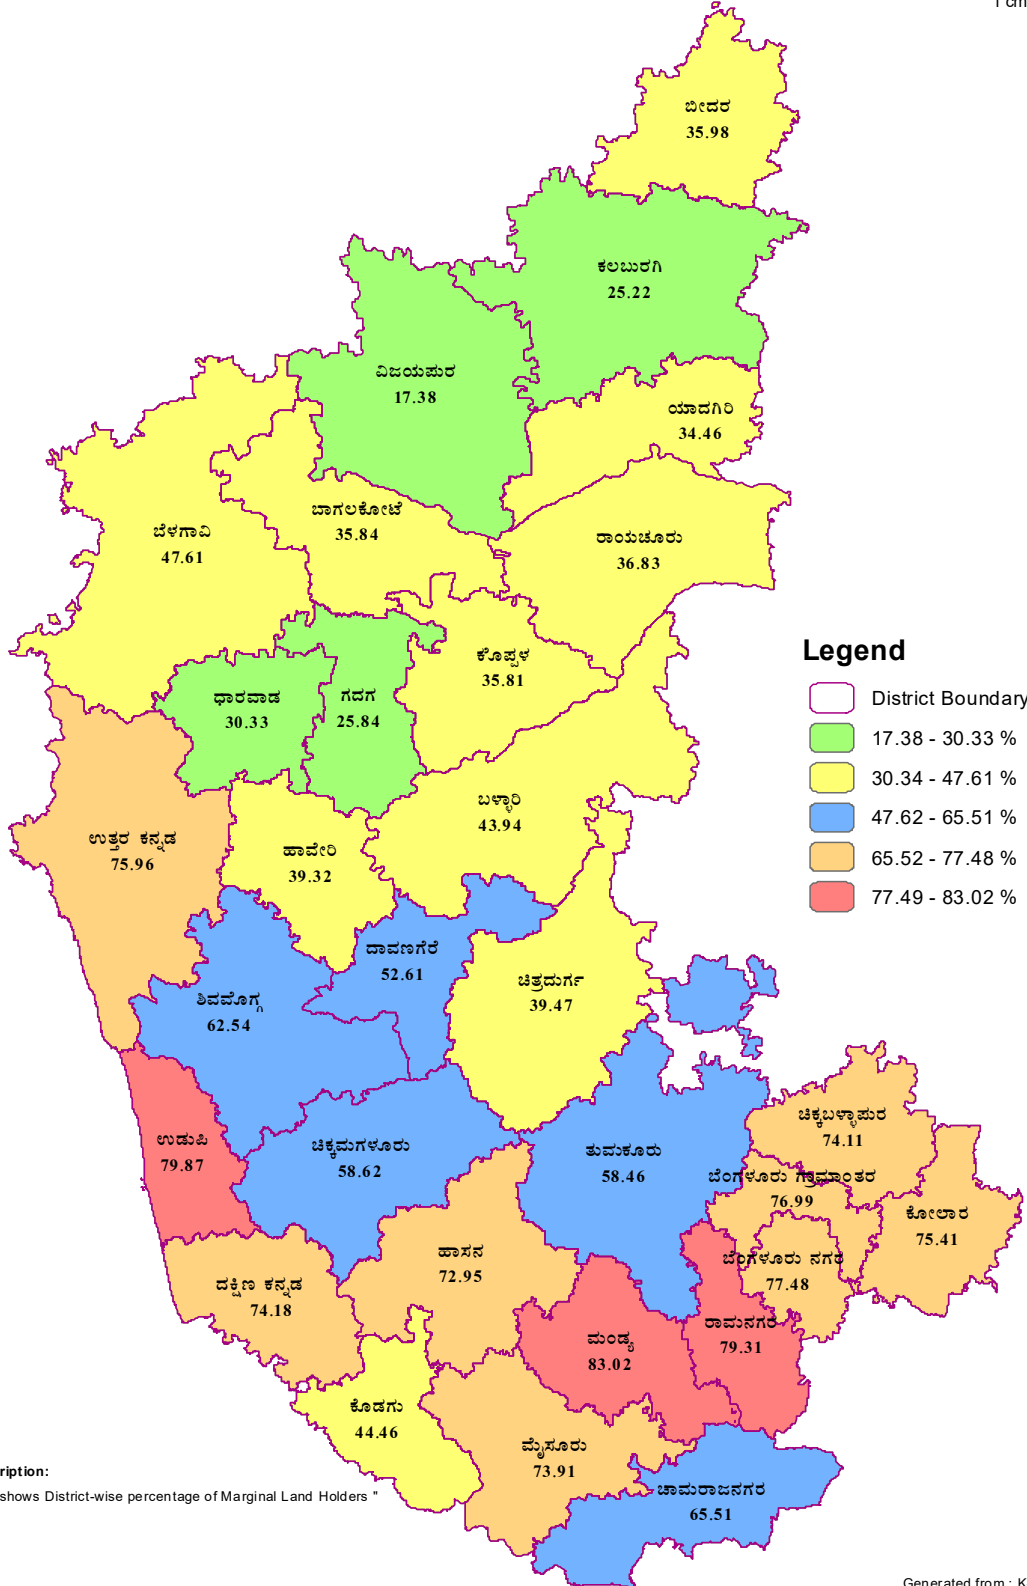 1 cm
ಬೀದರ
35.98
ಕಲಬುರಗಿ
25.22
ವಿಜಯಪುರ
17.38
ಯಾದಗಿರಿ
34.46
ಬಾಗಲಕೋಟೆ
35.84
ಬೆಳಗಾವಿ
47.61
ರಾಯಚೂರು
36.83
ಕೊಪ್ಪಳ
35.81
ಧಾರವಾಡ
30.33
ಗದಗ
25.84
Legend
District Boundary
17.38 - 30.33 %
30.34 - 47.61 %
47.62 - 65.51 %
65.52 - 77.48 %
77.49 - 83.02 %
ಬಳ್ಳಾರಿ
43.94
ಉತ್ತರ ಕನ್ನಡ
75.96
ಹಾವೇರಿ
39.32
ದಾವಣಗೆರೆ
52.61
ಚಿತ್ರದುರ್ಗ
39.47
ಶಿವಮೊಗ್ಗ
62.54
ಚಿಕ್ಕಬಳ್ಳಾಪುರ
74.11
ಉಡುಪಿ
79.87
ಚಿಕ್ಕಮಗಳೂರು
58.62
ತುಮಕೂರು
58.46
ಬೆಂಗಳೂರು ಗ್ರಾಮಾಂತರ
76.99
ಕೋಲಾರ
75.41
ಹಾಸನ
72.95
ಬೆಂಗಳೂರು ನಗರ
77.48
ದಕ್ಷಿಣ ಕನ್ನಡ
74.18
ರಾಮನಗರ
79.31
ಮಂಡ್ಯ
83.02
ಕೊಡಗು
44.46
ಮೈಸೂರು
73.91
ಚಾಮರಾಜನಗರ
65.51
ription:
shows District-wise percentage of Marginal Land Holders "
Generated from : K